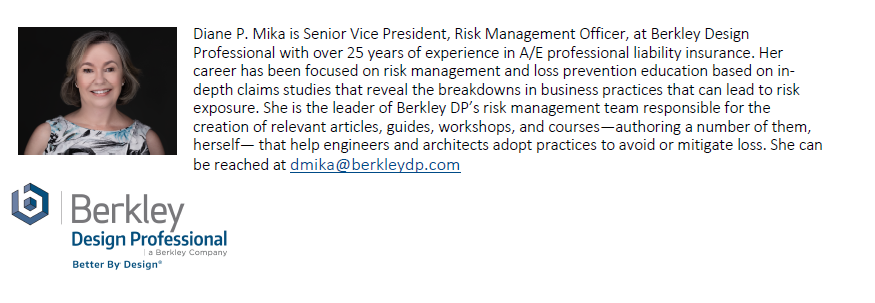 Diane P. Mika is Senior Vice President, Risk Management Officer, at Berkley Design
Professional with over 25 years of experience in A/E professional liability insurance. Her
career has been focused on risk management and loss prevention education based on in-
depth claims studies that reveal the breakdowns in business practices that can lead to risk
exposure. She is the leader of Berkley DP’s risk management team responsible for the
creation of relevant articles, guides, workshops, and courses—authoring a number of them,
herself— that help engineers and architects adopt practices to avoid or mitigate loss. She can
be reached at dmika@berkleydp.com
Berkley
Design Professional
| a Berkley Company
Better By Design®